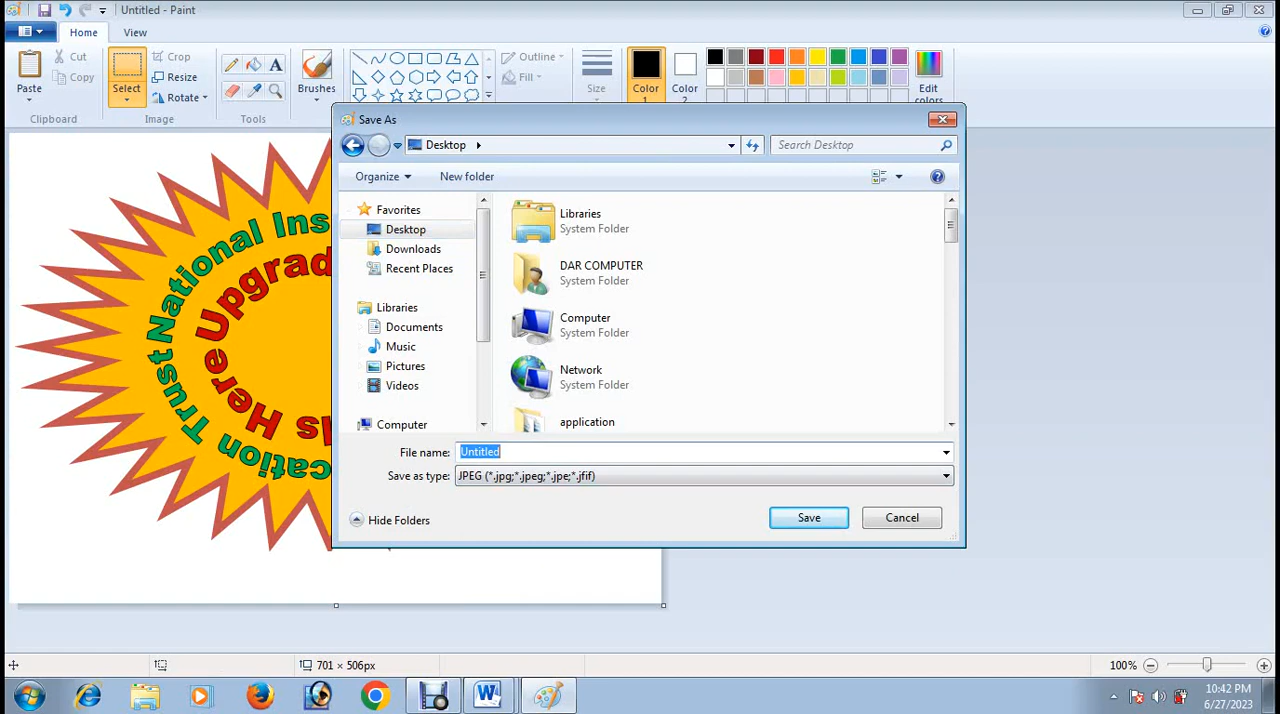 Untitled - Paint
Home
View
Paste
Cut
Copy
Clipboard
Select
Crop
Resize
Rotate
Image
Tools
Brushes
Outline
Fill
Size
Color
1
Color
2
Edit
colors
National Ins
Upgrad
Is Here
cation Trust
Save As
Desktop
Search Desktop
Organize
New folder
Favorites
Desktop
Downloads
Recent Places
Libraries
Documents
Music
Pictures
Videos
Computer
Libraries
System Folder
DAR COMPUTER
System Folder
Computer
System Folder
Network
System Folder
application
File name: Untitled
Save as type: JPEG (*.jpg;*.jpeg;*.jpe;*.jfif)
Hide Folders
Save
Cancel
701 × 506px
100%
10:42 PM
6/27/2023